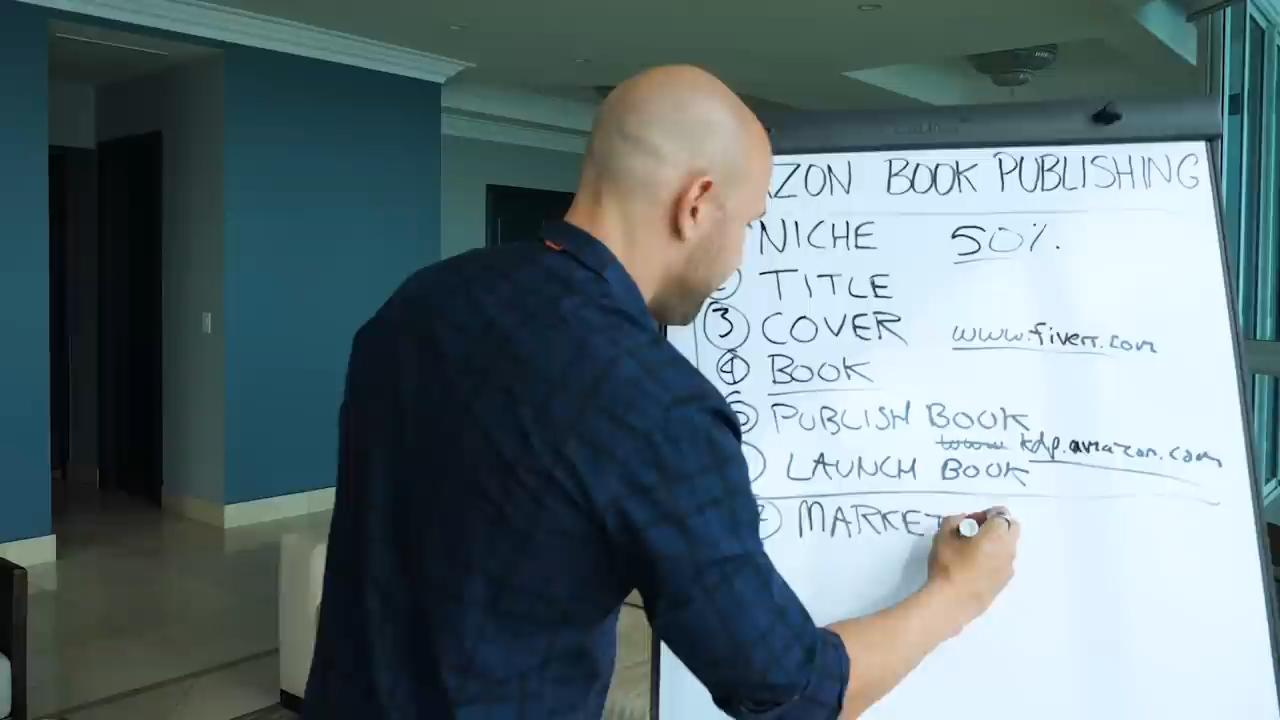 AZON BOOK PUBLISHING
NICHE 50%.
TITLE
③ COVER www.fiverr.com
④ BOOK
PUBLISH BOOK
kdp.amazon.com
LAUNCH BOOK
MARKET